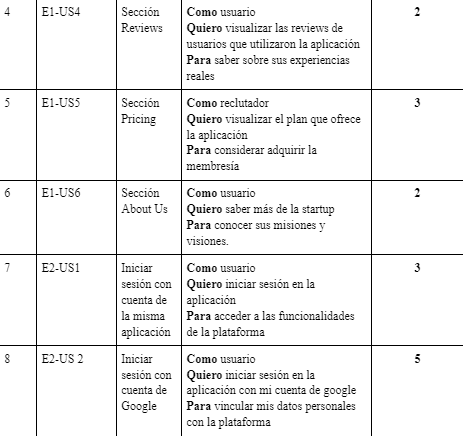 4 E1-US4 Sección Como usuario 2
Reviews Quiero visualizar las reviews de
usuarios que utilizaron la aplicación
Para saber sobre sus experiencias
reales
5 E1-US5 Sección Como reclutador 3
Pricing Quiero visualizar el plan que ofrece
la aplicación
Para considerar adquirir la
membresía
6 E1-US6 Sección Como usuario 2
About Us Quiero saber más de la startup
Para conocer sus misiones y
visiones.
7 E2-US1 Iniciar Como usuario 3
sesión con Quiero iniciar sesión en la
cuenta de aplicación
la misma Para acceder a las funcionalidades
aplicación de la plataforma
8 E2-US 2 Iniciar Como usuario 5
sesión con Quiero iniciar sesión en la
cuenta de aplicación con mi cuenta de google
Google Para vincular mis datos personales
con la plataforma